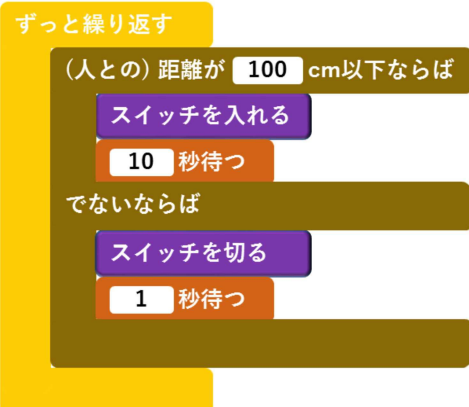 ずっと繰り返す
(人との) 距離が 100 cm以下ならば
スイッチを入れる
10 秒待つ
でないならば
スイッチを切る
1 秒待つ